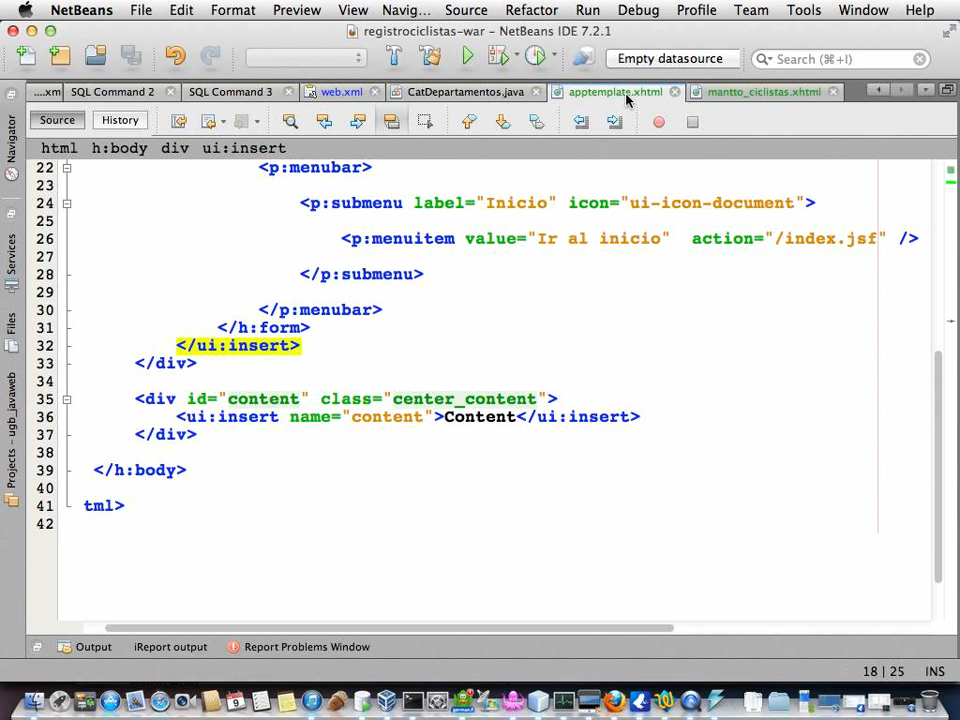 NetBeans File Edit Format Preview View Navig... Source Refactor Run Debug Profile Team Tools Window Help
registrociclistas-war - NetBeans IDE 7.2.1
Empty datasource
Search (⌘+I)
....xm SQL Command 2 SQL Command 3 web.xml CatDepartamentos.java apptemplate.xhtml mantto_ciclistas.xhtml
Source History
html h:body div ui:insert
22 <p:menubar>
23
24 <p:submenu label="Inicio" icon="ui-icon-document">
25
26 <p:menuitem value="Ir al inicio"  action="/index.jsf" />
27
28 </p:submenu>
29
30 </p:menubar>
31 </h:form>
32 </ui:insert>
33 </div>
34
35 <div id="content" class="center_content">
36 <ui:insert name="content">Content</ui:insert>
37 </div>
38
39 </h:body>
40
41 tml>
42
Navigator
Services
Files
Projects - ugb_javaweb
Output iReport output Report Problems Window
18 | 25 INS